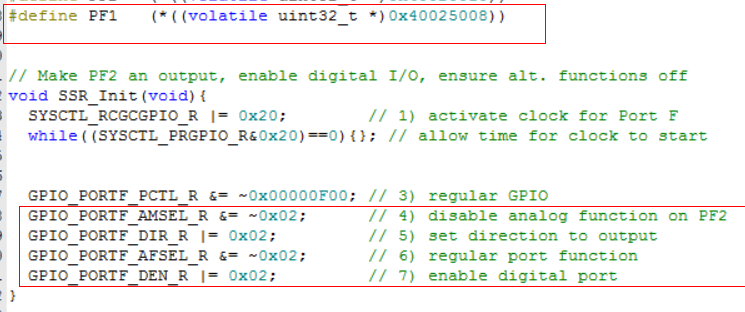 #define PF1   (*((volatile uint32_t *)0x40025008))
// Make PF2 an output, enable digital I/O, ensure alt. functions off
void SSR_Init(void){
  SYSCTL_RCGCGPIO_R |= 0x20;        // 1) activate clock for Port F
  while((SYSCTL_PRGPIO_R&0x20)==0){}; // allow time for clock to start
  GPIO_PORTF_PCTL_R &= ~0x00000F00; // 3) regular GPIO
  GPIO_PORTF_AMSEL_R &= ~0x02;      // 4) disable analog function on PF2
  GPIO_PORTF_DIR_R |= 0x02;         // 5) set direction to output
  GPIO_PORTF_AFSEL_R &= ~0x02;      // 6) regular port function
  GPIO_PORTF_DEN_R |= 0x02;         // 7) enable digital port
}